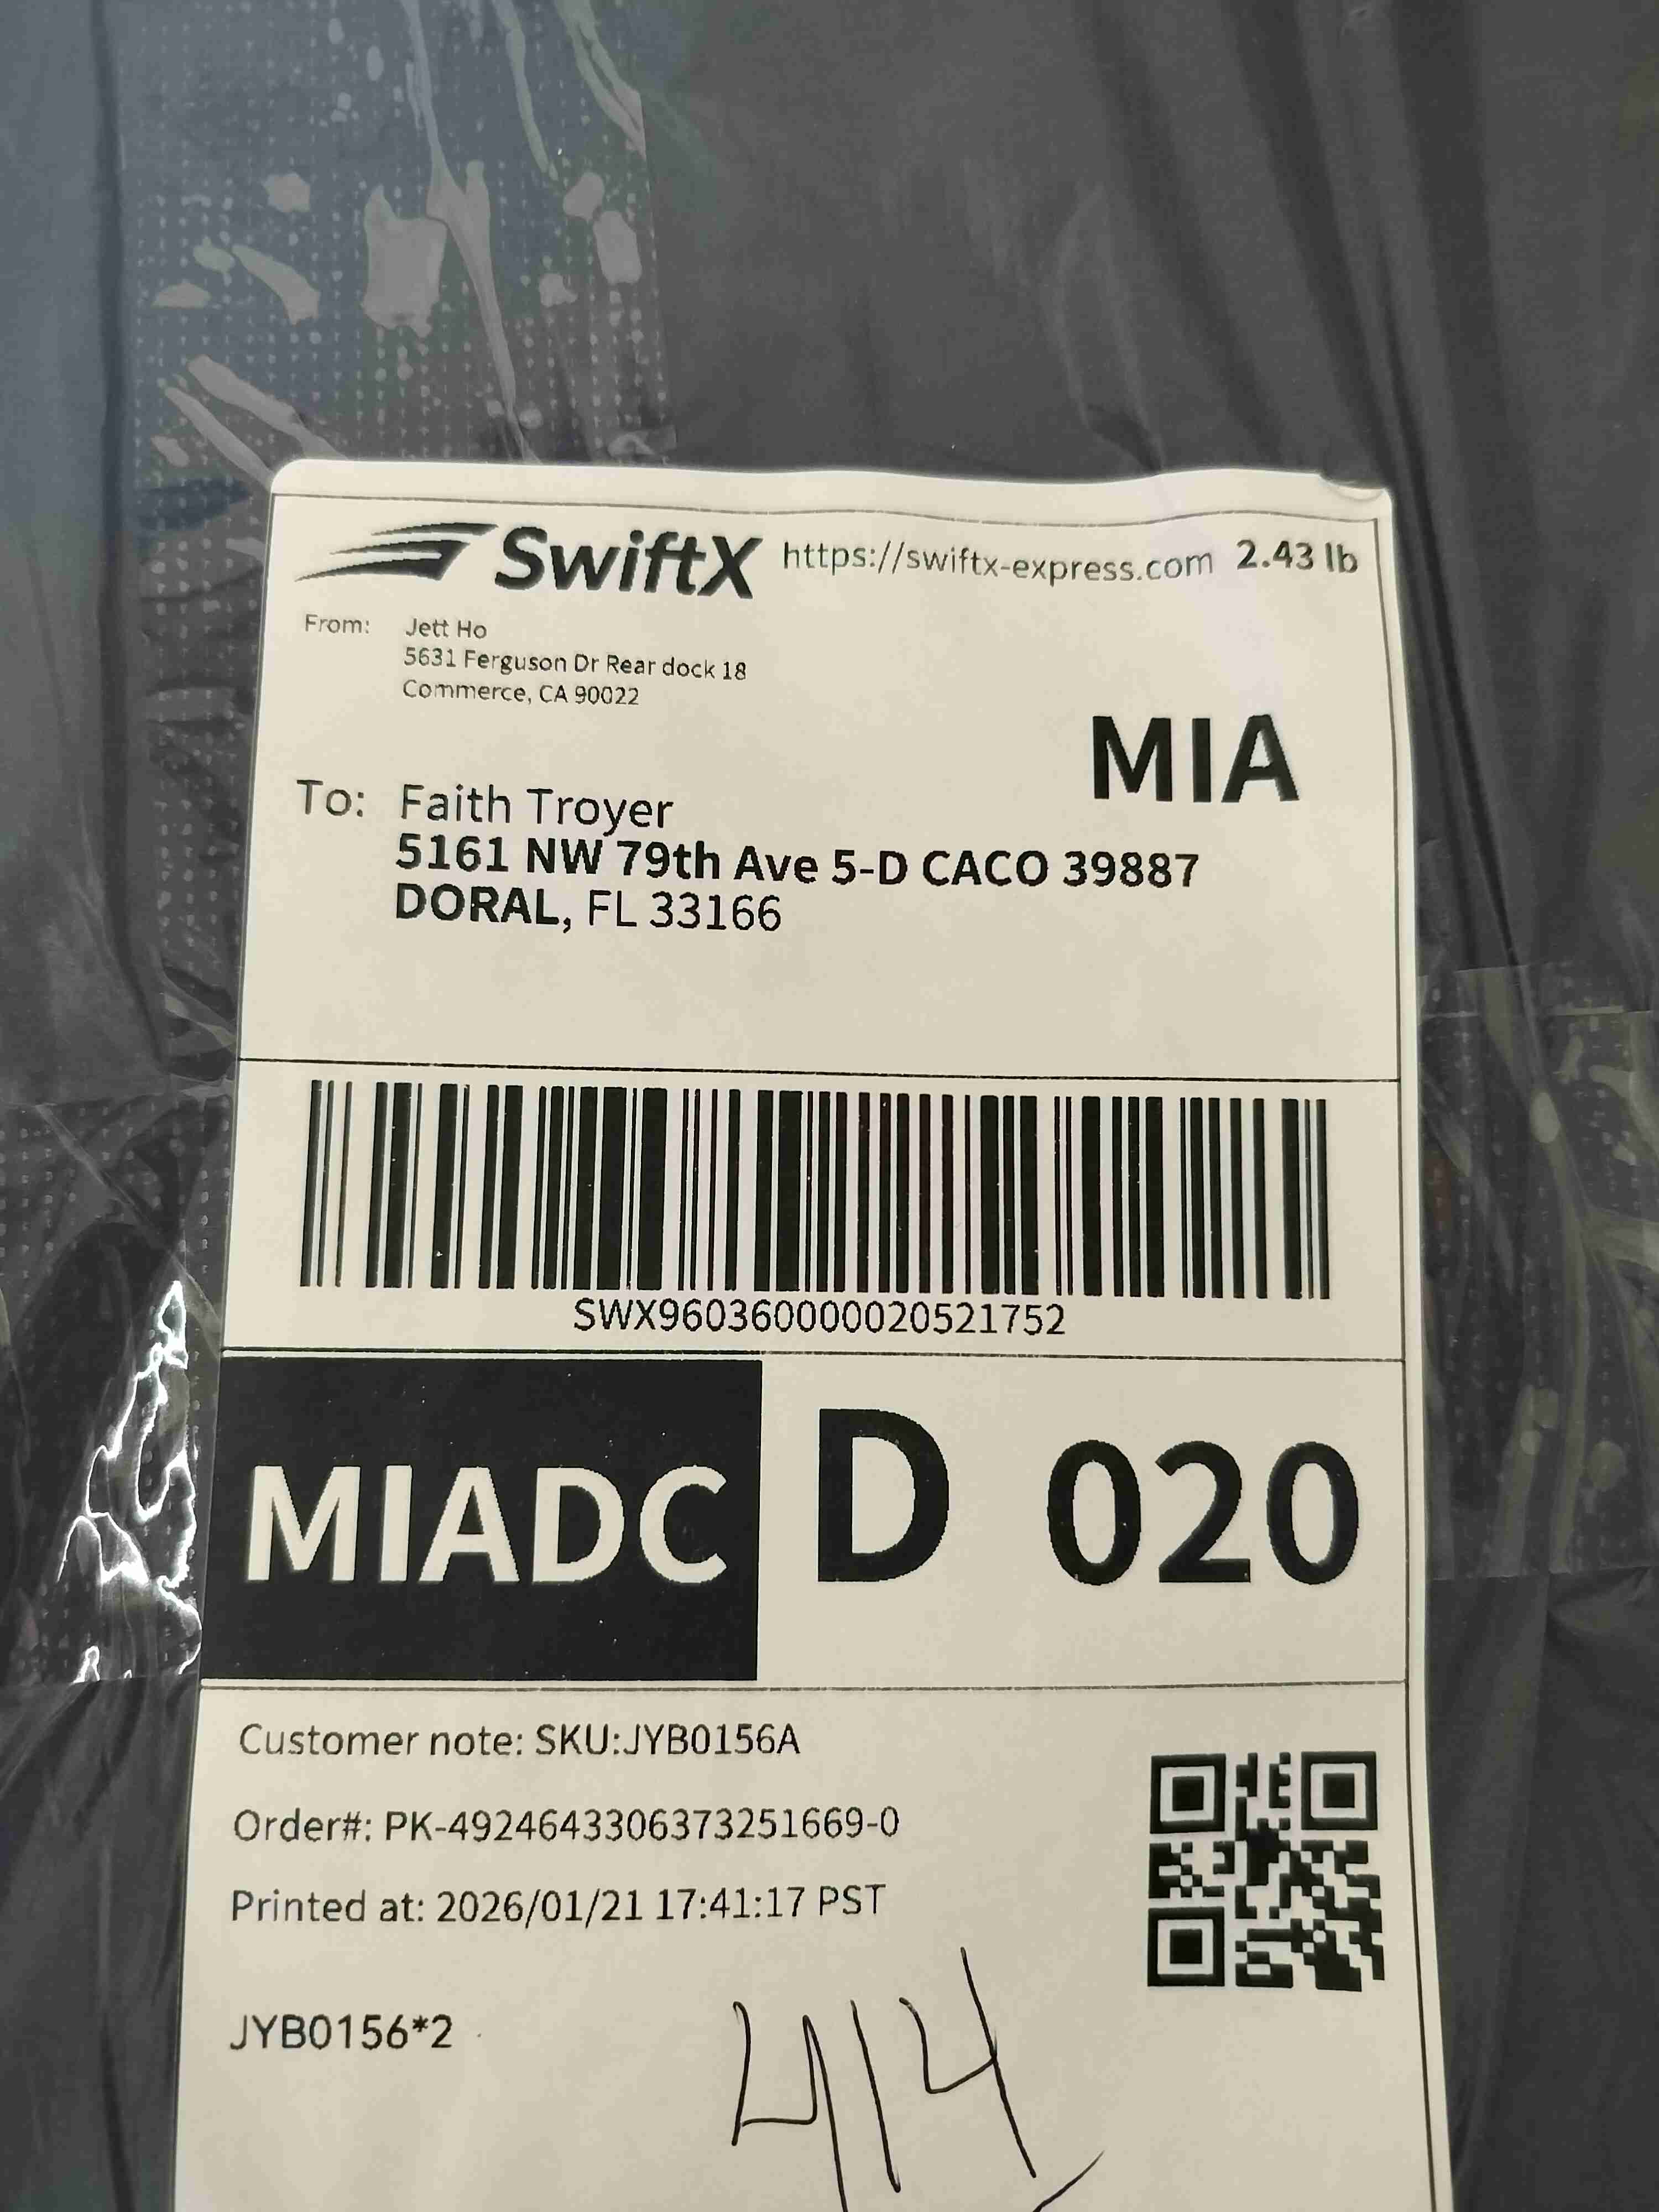 SwiftX https://swiftx-express.com 2.43 lb
From: Jett Ho
5631 Ferguson Dr Rear dock 18
Commerce, CA 90022
MIA
To: Faith Troyer
5161 NW 79th Ave 5-D CACO 39887
DORAL, FL 33166
SWX960360000020521752
MIADC D 020
Customer note: SKU:JYB0156A
Order#: PK-4924643306373251669-0
Printed at: 2026/01/21 17:41:17 PST
JYB0156*2
414